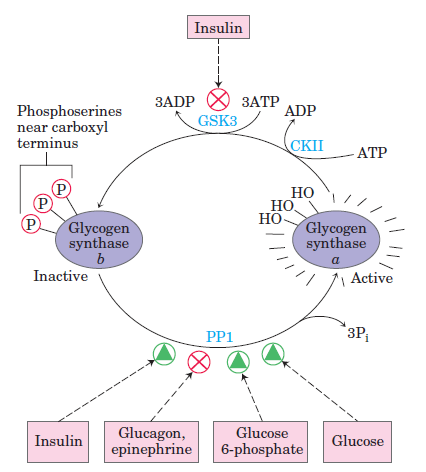 Insulin
3ADP
3ATP
GSK3
ADP
CKII
ATP
Phosphoserines
near carboxyl
terminus
P
P
P
HO
HO
HO
Glycogen
synthase
b
Inactive
Glycogen
synthase
a
Active
PP1
3Pi
Insulin
Glucagon,
epinephrine
Glucose
6-phosphate
Glucose